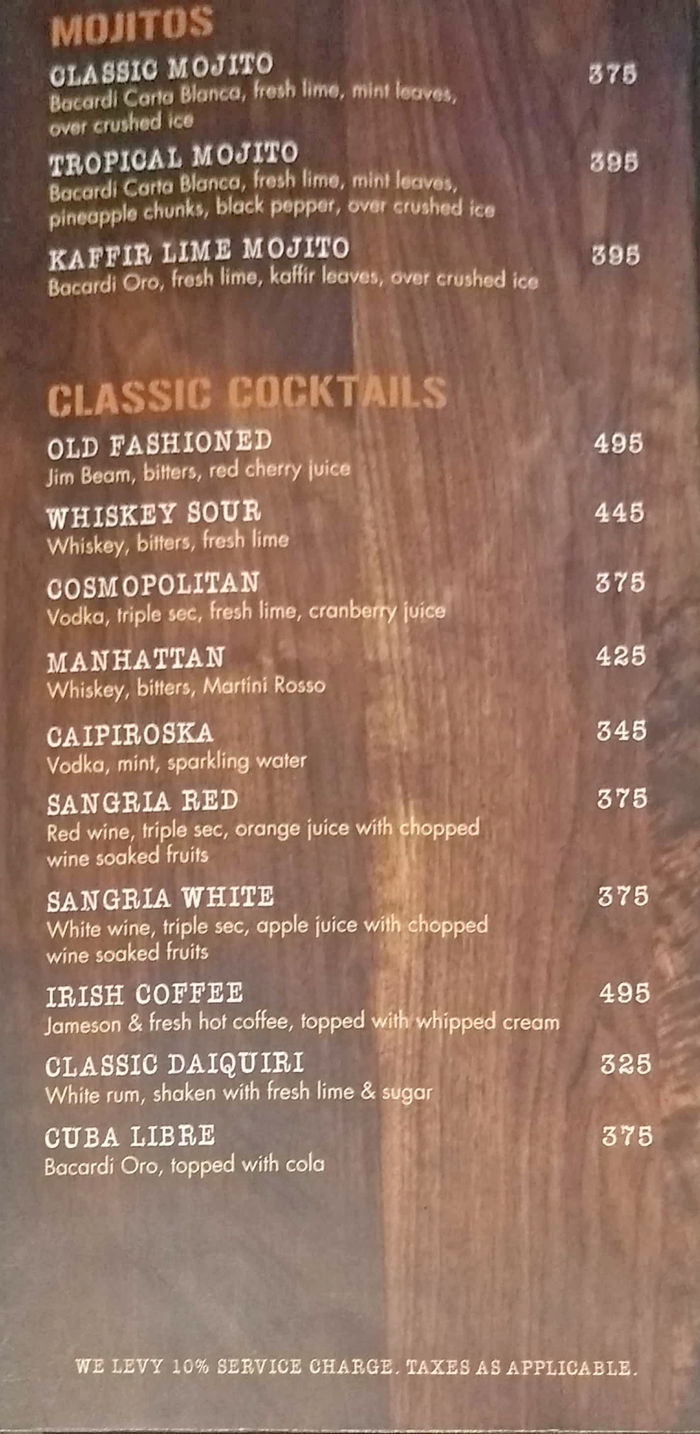 MOJITOS
CLASSIC MOJITO 375
Bacardi Carta Blanca, fresh lime, mint leaves,
over crushed ice
TROPICAL MOJITO 395
Bacardi Carta Blanca, fresh lime, mint leaves,
pineapple chunks, black pepper, over crushed ice
KAFFIR LIME MOJITO 395
Bacardi Oro, fresh lime, kaffir leaves, over crushed ice
CLASSIC COCKTAILS
OLD FASHIONED 495
Jim Beam, bitters, red cherry juice
WHISKEY SOUR 445
Whiskey, bitters, fresh lime
COSMOPOLITAN 375
Vodka, triple sec, fresh lime, cranberry juice
MANHATTAN 425
Whiskey, bitters, Martini Rosso
CAIPIROSKA 345
Vodka, mint, sparkling water
SANGRIA RED 375
Red wine, triple sec, orange juice with chopped
wine soaked fruits
SANGRIA WHITE 375
White wine, triple sec, apple juice with chopped
wine soaked fruits
IRISH COFFEE 495
Jameson & fresh hot coffee, topped with whipped cream
CLASSIC DAIQUIRI 325
White rum, shaken with fresh lime & sugar
CUBA LIBRE 375
Bacardi Oro, topped with cola
WE LEVY 10% SERVICE CHARGE. TAXES AS APPLICABLE.